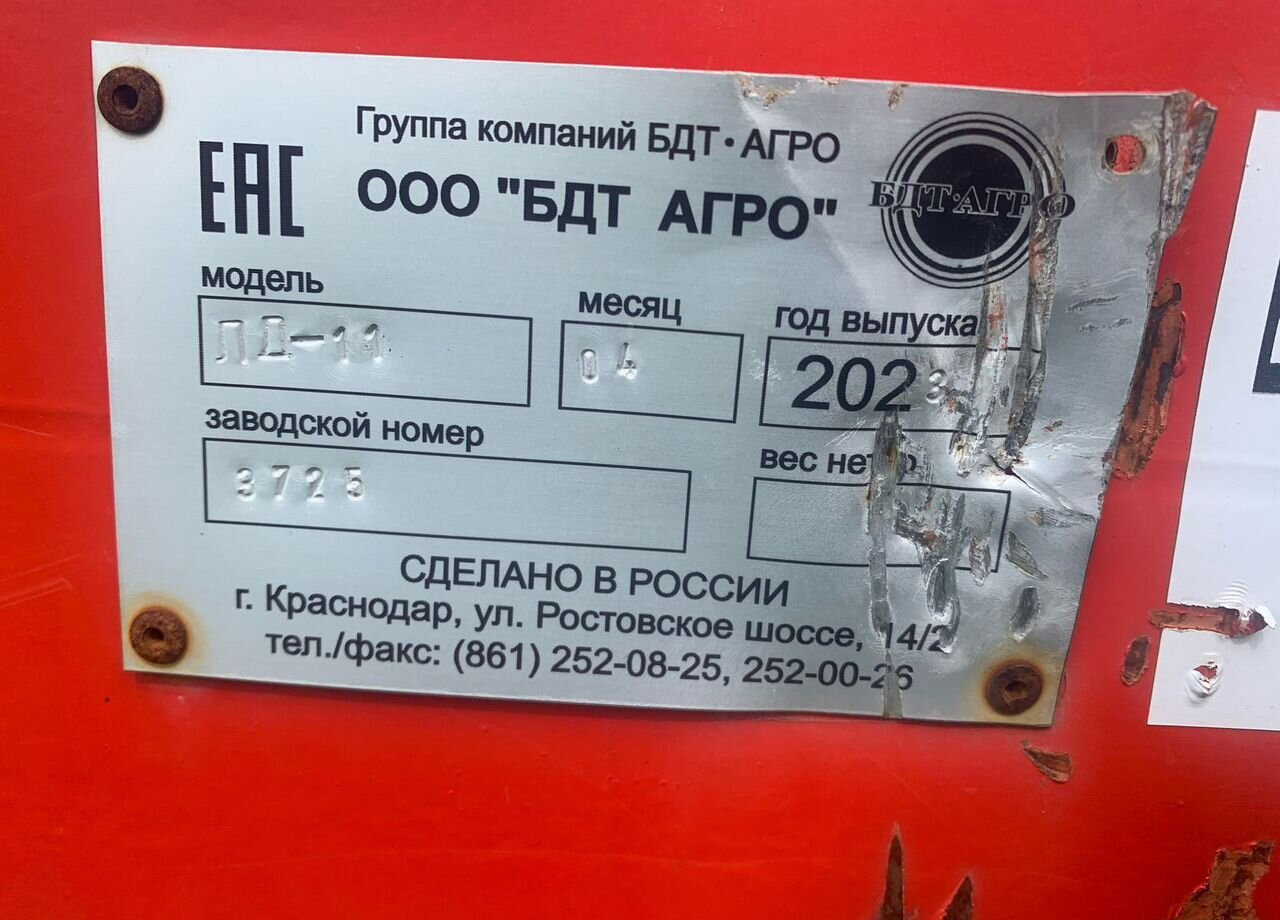 Группа компаний БДТ·АГРО
ЕАС
ООО "БДТ АГРО"
БДТ·АГРО
модель
месяц
год выпуска
ЛД-11
04
2023
заводской номер
вес нетто
3725
СДЕЛАНО В РОССИИ
г. Краснодар, ул. Ростовское шоссе, 14/2
тел./факс: (861) 252-08-25, 252-00-26